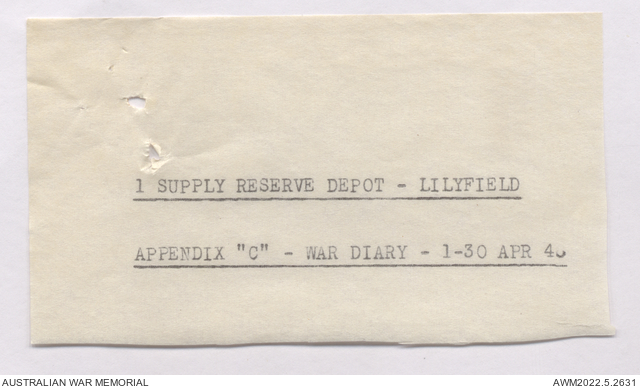 1 SUPPLY RESERVE DEPOT - LILYFIELD
APPENDIX "C" - WAR DIARY - 1-30 APR
AUSTRALIAN WAR MEMORIAL
AWM2022.5.2631